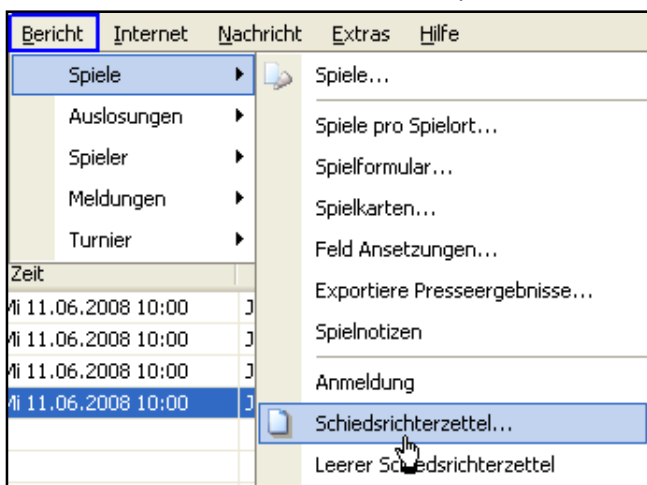 Bericht Internet Nachricht Extras Hilfe
Spiele
Auslosungen
Spieler
Meldungen
Turnier
Spiele...
Spiele pro Spielort...
Spielformular...
Spielkarten...
Feld Ansetzungen...
Exportiere Presseergebnisse...
Spielnotizen
Anmeldung
Schiedsrichterzettel...
Leerer Schiedsrichterzettel
Zeit
Mi 11.06.2008 10:00 J
Mi 11.06.2008 10:00 J
Mi 11.06.2008 10:00 J
Mi 11.06.2008 10:00 J